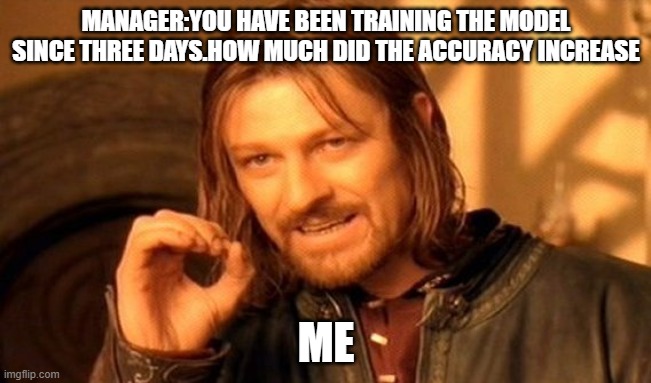 MANAGER:YOU HAVE BEEN TRAINING THE MODEL
SINCE THREE DAYS.HOW MUCH DID THE ACCURACY INCREASE
ME
imgflip.com